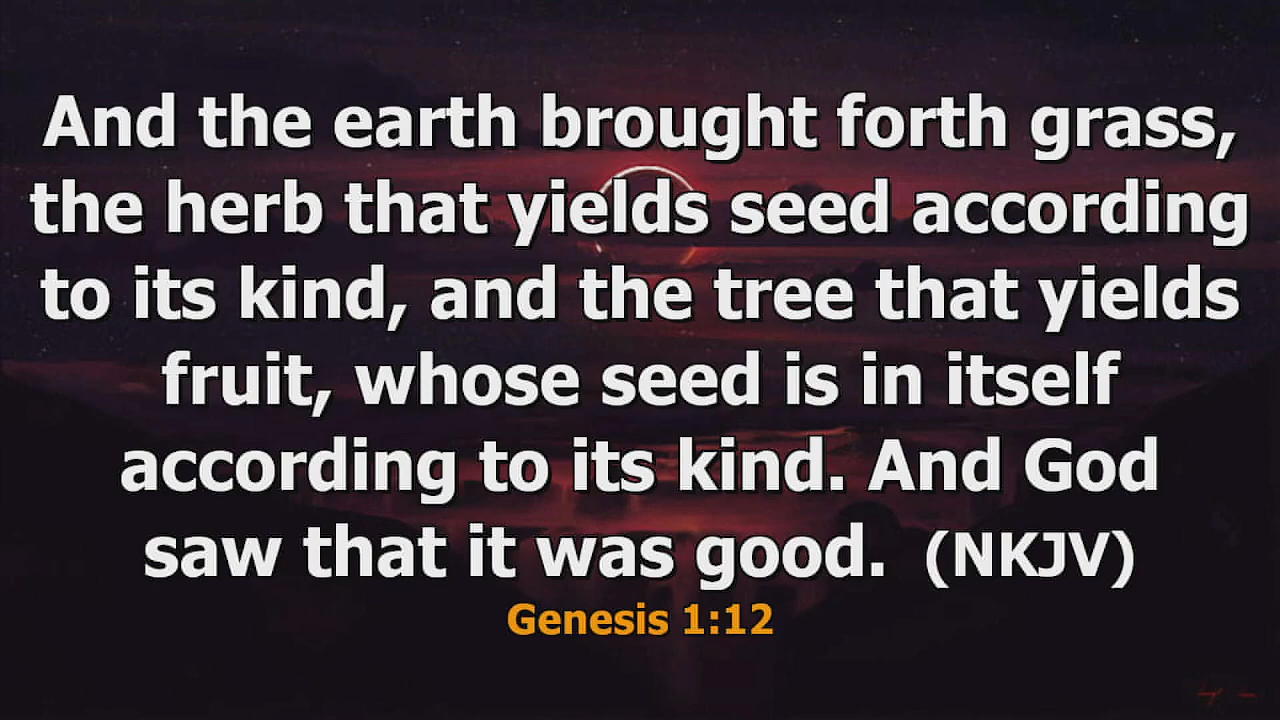 And the earth brought forth grass,
the herb that yields seed according
to its kind, and the tree that yields
fruit, whose seed is in itself
according to its kind. And God
saw that it was good.  (NKJV)
Genesis 1:12